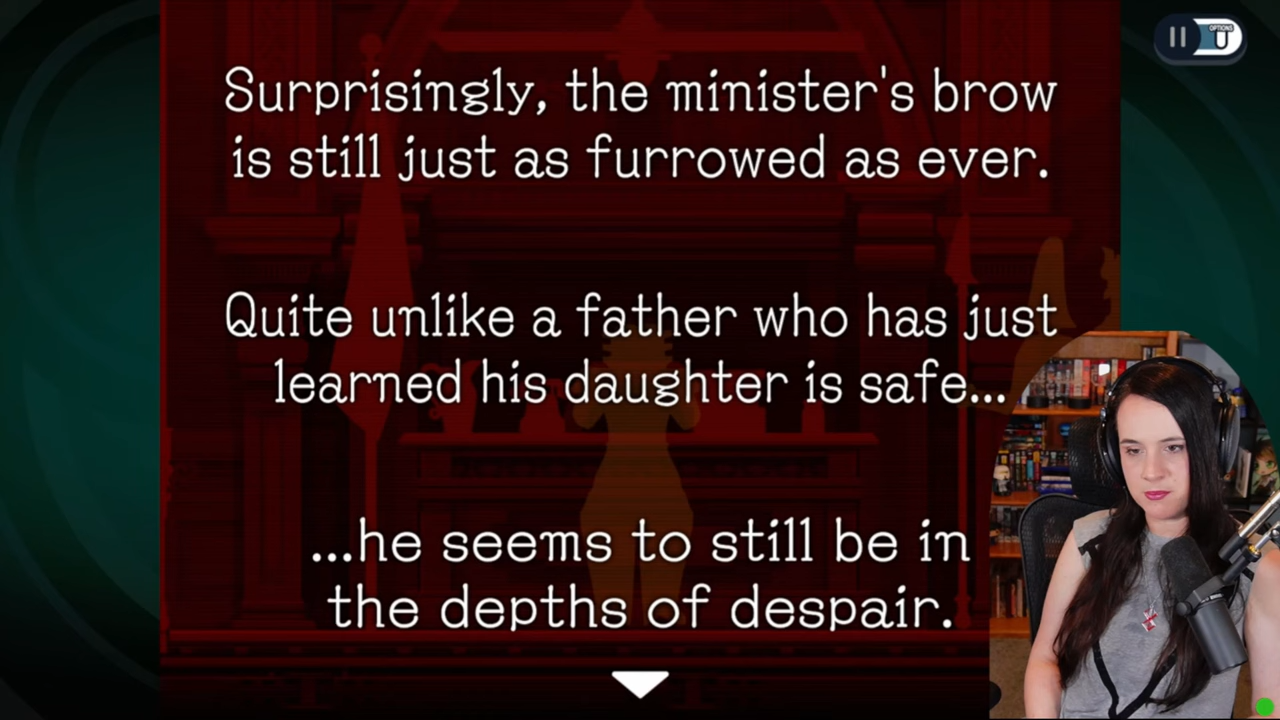 OPTIONS
Surprisingly, the minister's brow
is still just as furrowed as ever.
Quite unlike a father who has just
learned his daughter is safe...
...he seems to still be in
the depths of despair.